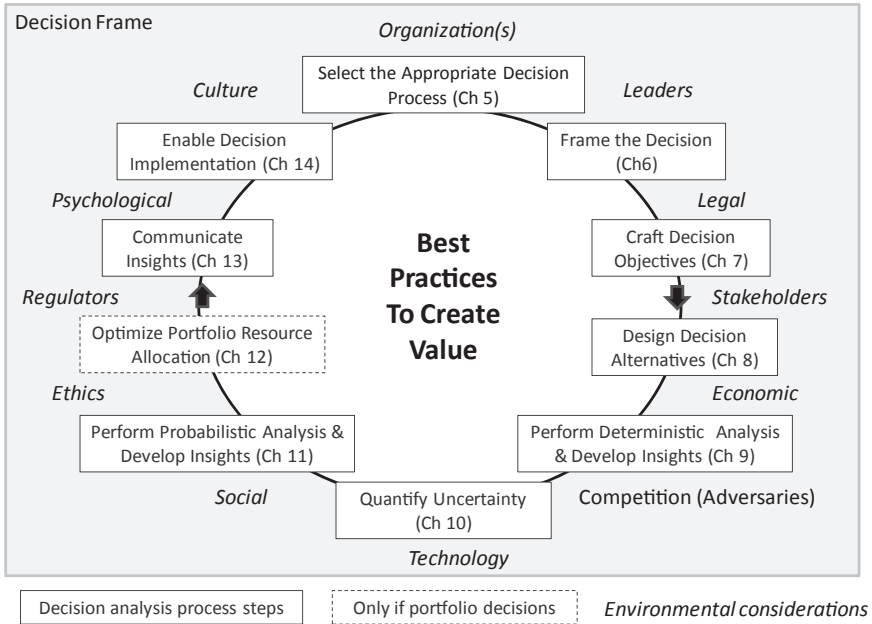 Decision Frame
Organization(s)
Select the Appropriate Decision
Process (Ch 5)
Culture
Leaders
Enable Decision
Implementation (Ch 14)
Frame the Decision
(Ch6)
Psychological
Legal
Communicate
Insights (Ch 13)
Best
Practices
To Create
Value
Craft Decision
Objectives (Ch 7)
Regulators
Stakeholders
Optimize Portfolio Resource
Allocation (Ch 12)
Design Decision
Alternatives (Ch 8)
Ethics
Economic
Perform Probabilistic Analysis &
Develop Insights (Ch 11)
Perform Deterministic Analysis
& Develop Insights (Ch 9)
Social
Quantify Uncertainty
(Ch 10)
Competition (Adversaries)
Technology
Decision analysis process steps
Only if portfolio decisions
Environmental considerations